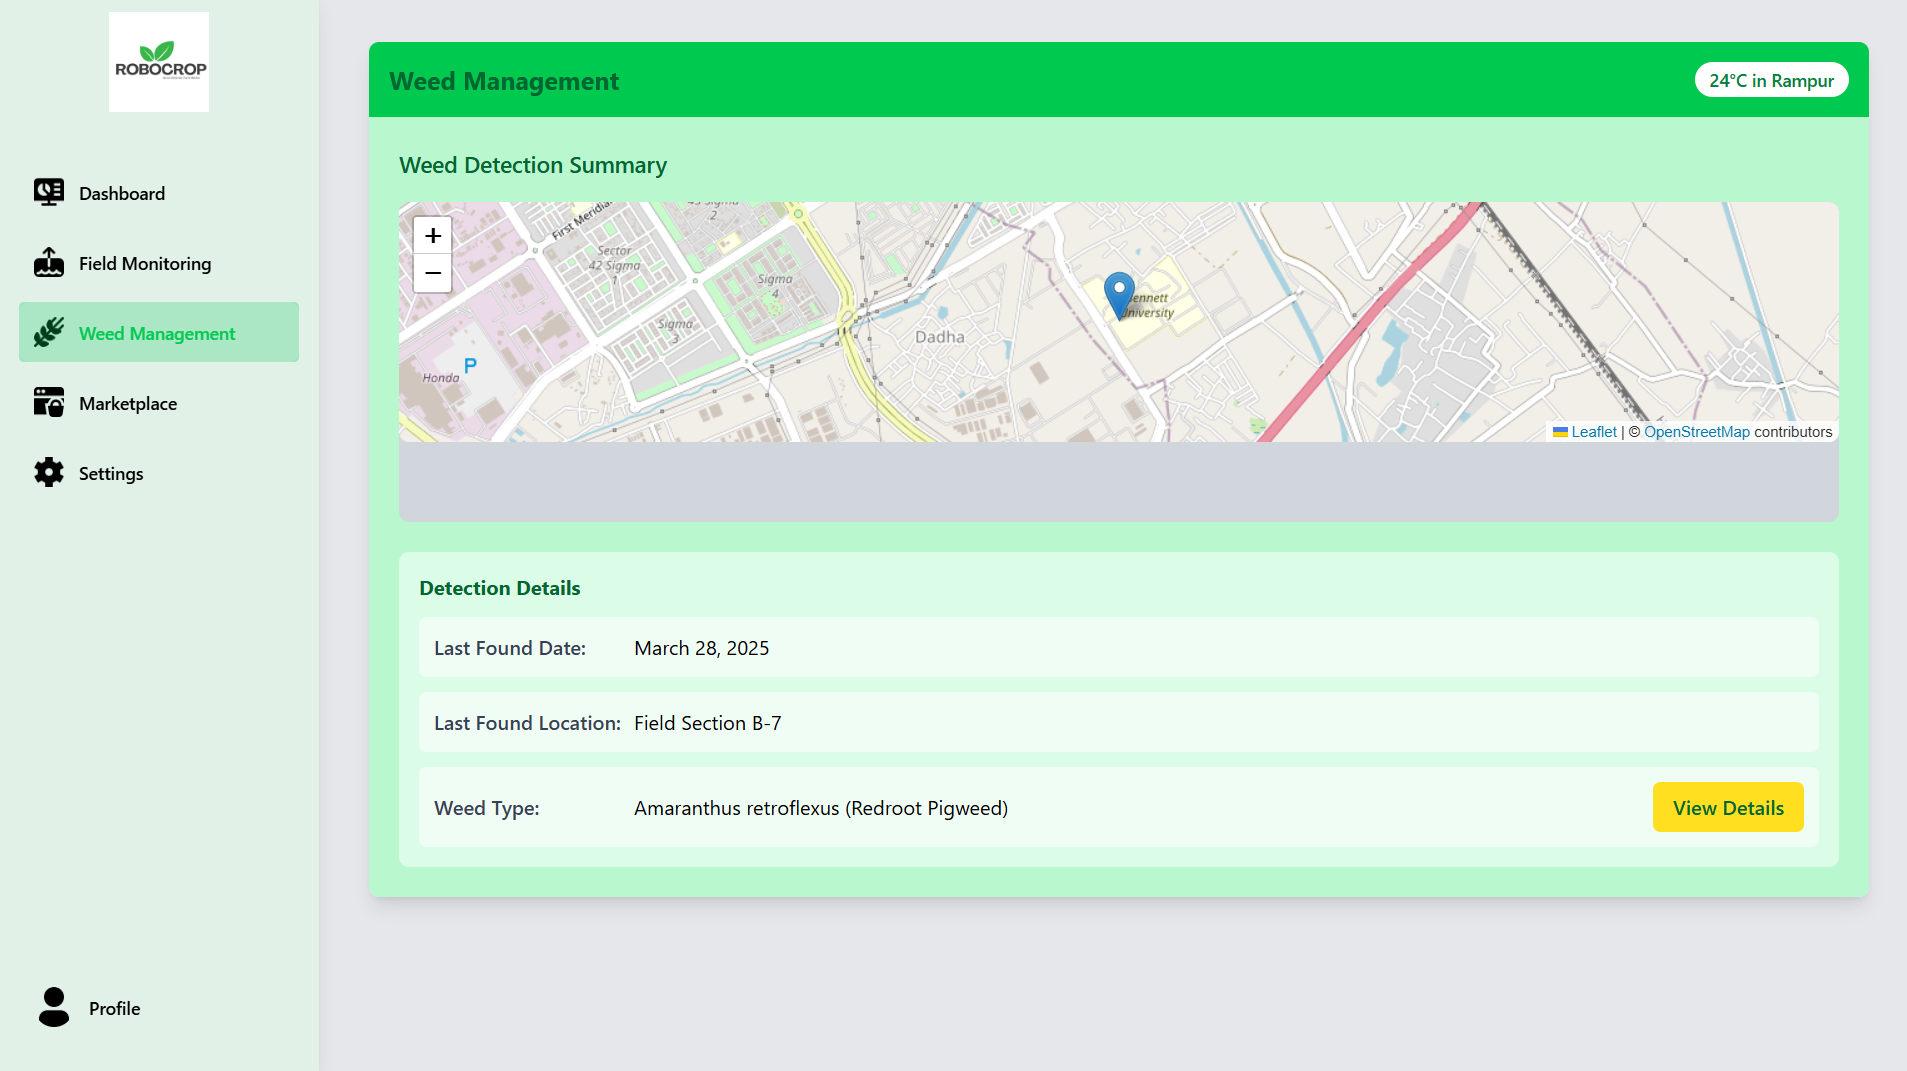 ROBOCROP
Dashboard
Field Monitoring
Weed Management
Marketplace
Settings
Profile
Weed Management
24°C in Rampur
Weed Detection Summary
+
−
First Meridian
Sector
42 Sigma
1
2
Sigma
4
Sigma
3
Honda
P
Dadha
Bennett
University
Leaflet | © OpenStreetMap contributors
Detection Details
Last Found Date: March 28, 2025
Last Found Location: Field Section B-7
Weed Type: Amaranthus retroflexus (Redroot Pigweed)
View Details